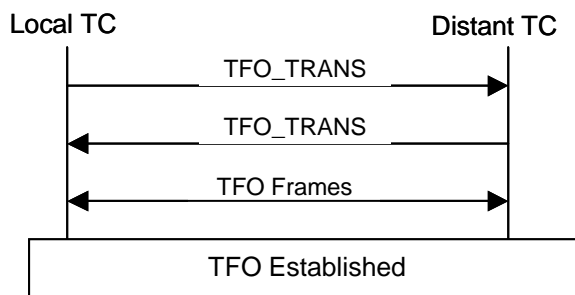 Local TC
Distant TC
TFO_TRANS
TFO_TRANS
TFO Frames
TFO Established